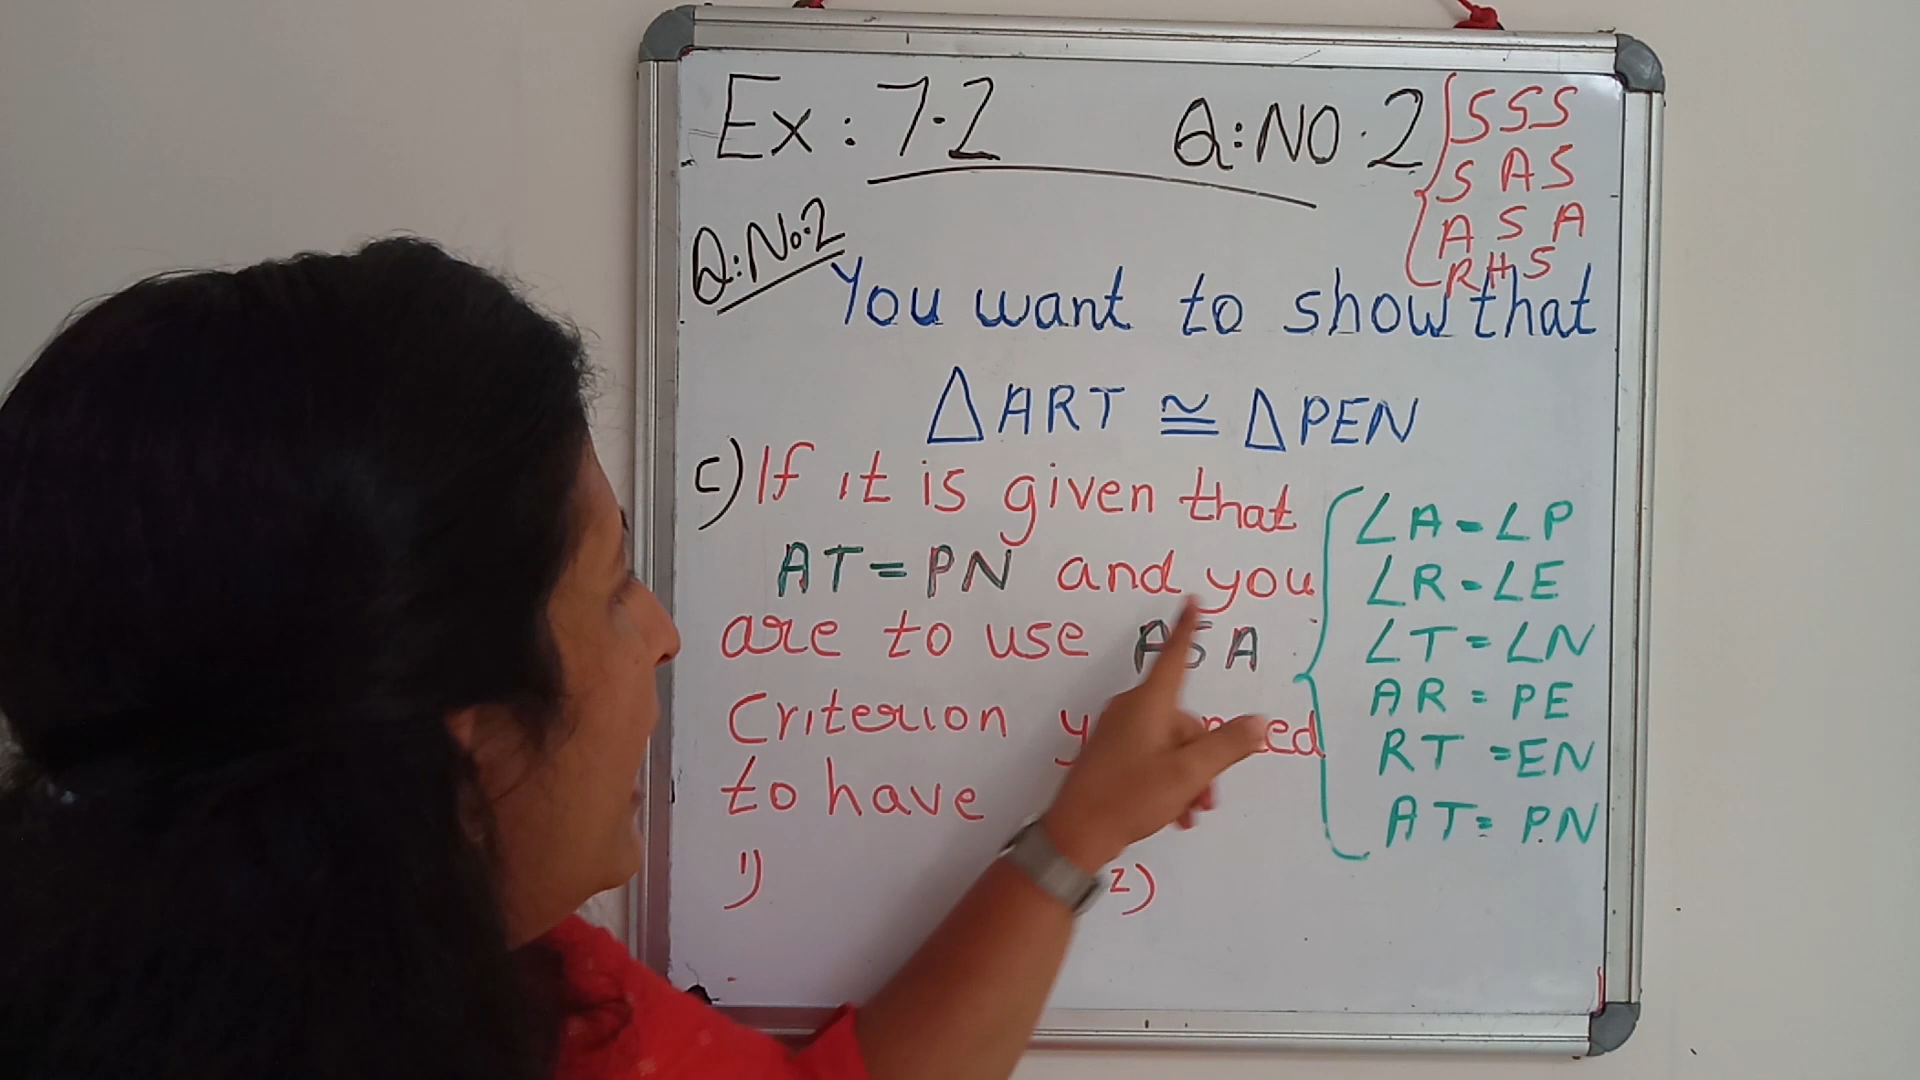 Ex: 7.2 Q:NO.2
SSS
SAS
ASA
RHS
Q:No:2
You want to show that
△ART ≅ △PEN
c) If it is given that
AT=PN and you
are to use ASA
Criterion need
to have
1) 2)
∠A=∠P
∠R=∠E
∠T=∠N
AR=PE
RT=EN
AT=PN